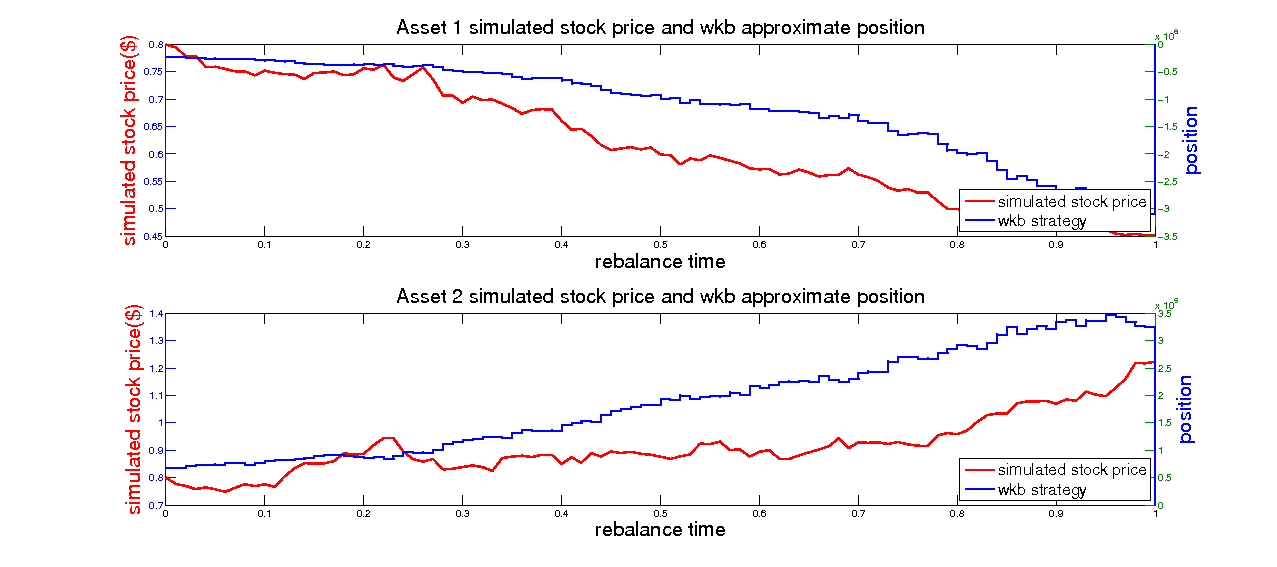 Asset 1 simulated stock price and wkb approximate position
x 10
0.8
0.75
0.7
0.65
0.6
0.55
0.5
0.45
simulated stock price($)
0
-0.5
-1
-1.5
-2
-2.5
-3
-3.5
position
simulated stock price
wkb strategy
0 0.1 0.2 0.3 0.4 0.5 0.6 0.7 0.8 0.9 1
rebalance time
Asset 2 simulated stock price and wkb approximate position
x 10
1.4
1.3
1.2
1.1
1
0.9
0.8
0.7
simulated stock price($)
3.5
3
2.5
2
1.5
1
0.5
0
position
simulated stock price
wkb strategy
0 0.1 0.2 0.3 0.4 0.5 0.6 0.7 0.8 0.9 1
rebalance time